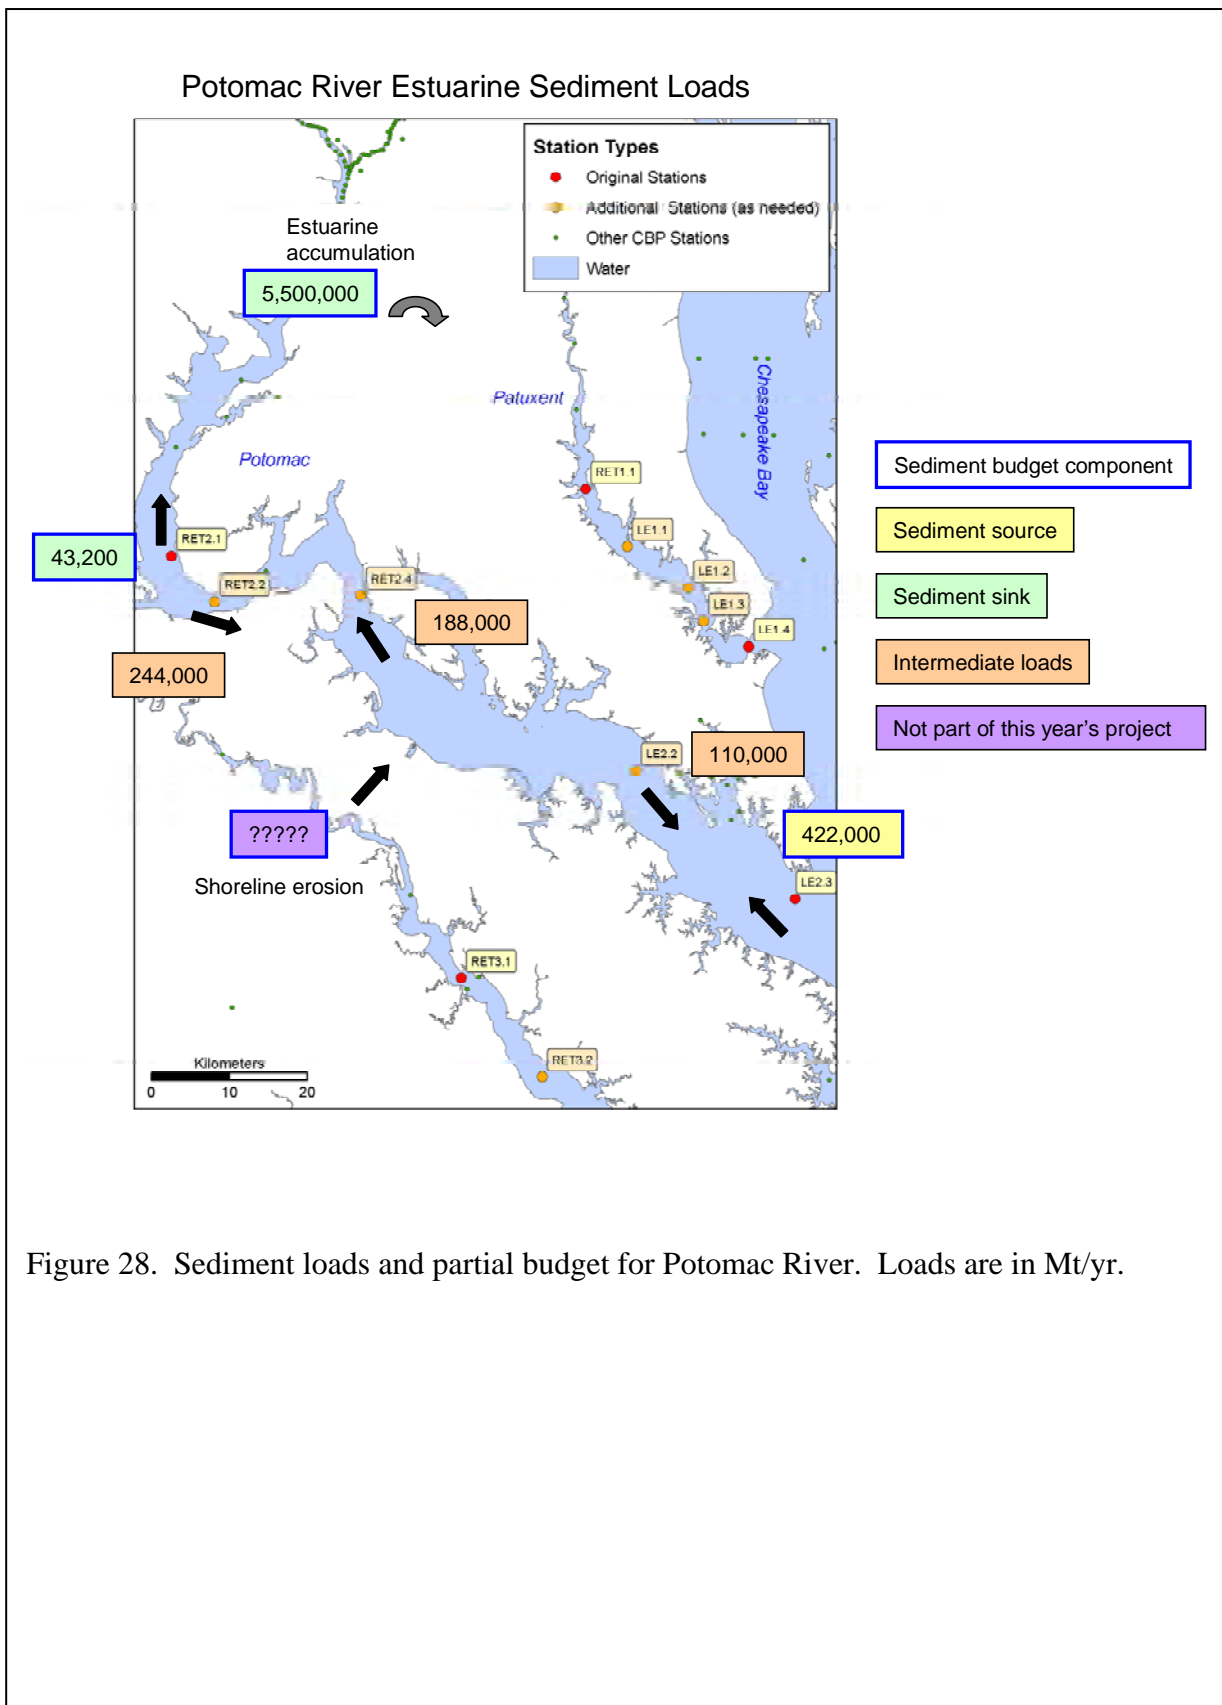 Potomac River Estuarine Sediment Loads
Station Types
Original Stations
Additional Stations (as needed)
Other CBP Stations
Water
Estuarine
accumulation
5,500,000
Patuxent
Chesapeake Bay
Potomac
RET1.1
LE1.1
LE1.2
LE1.3
LE1.4
RET2.1
43,200
RET2.2
RET2.4
188,000
244,000
LE2.2
110,000
?????
Shoreline erosion
422,000
LE2.3
RET3.1
RET3.2
Kilometers
0 10 20
Sediment budget component
Sediment source
Sediment sink
Intermediate loads
Not part of this year's project
Figure 28. Sediment loads and partial budget for Potomac River. Loads are in Mt/yr.